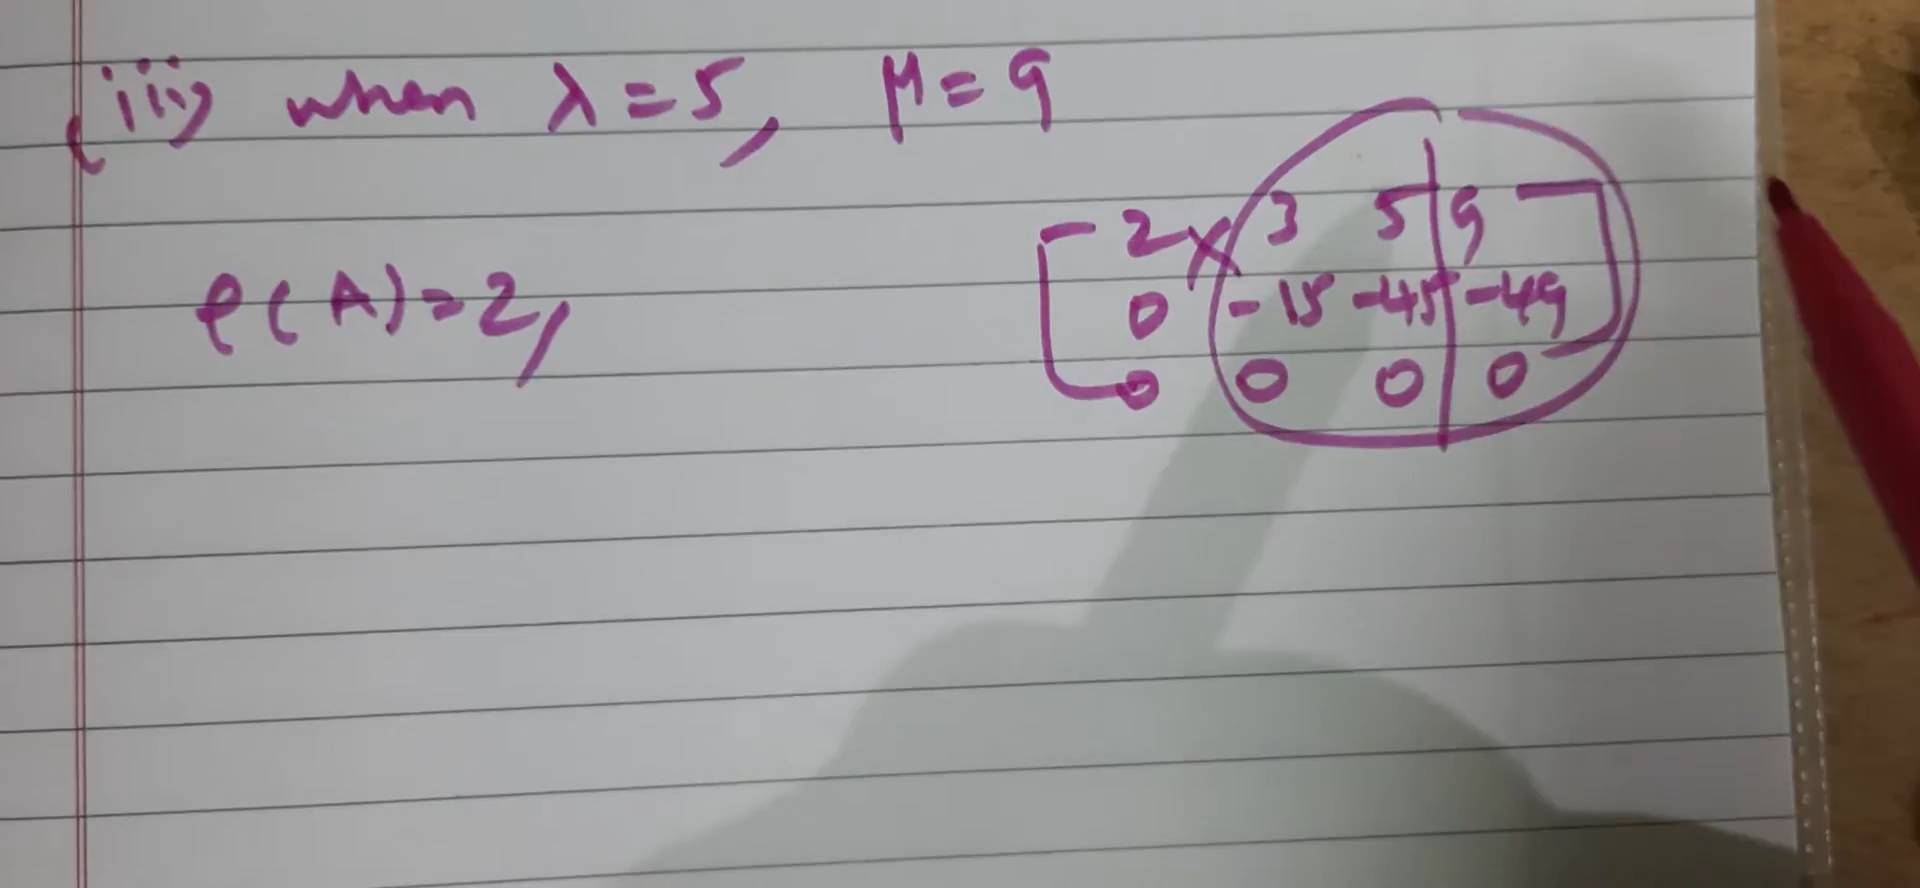 (iii) when λ=5, μ=9
2 3 5 | 9
ρ(A)=2,
0 -15 -45 | -49
0 0 0 | 0